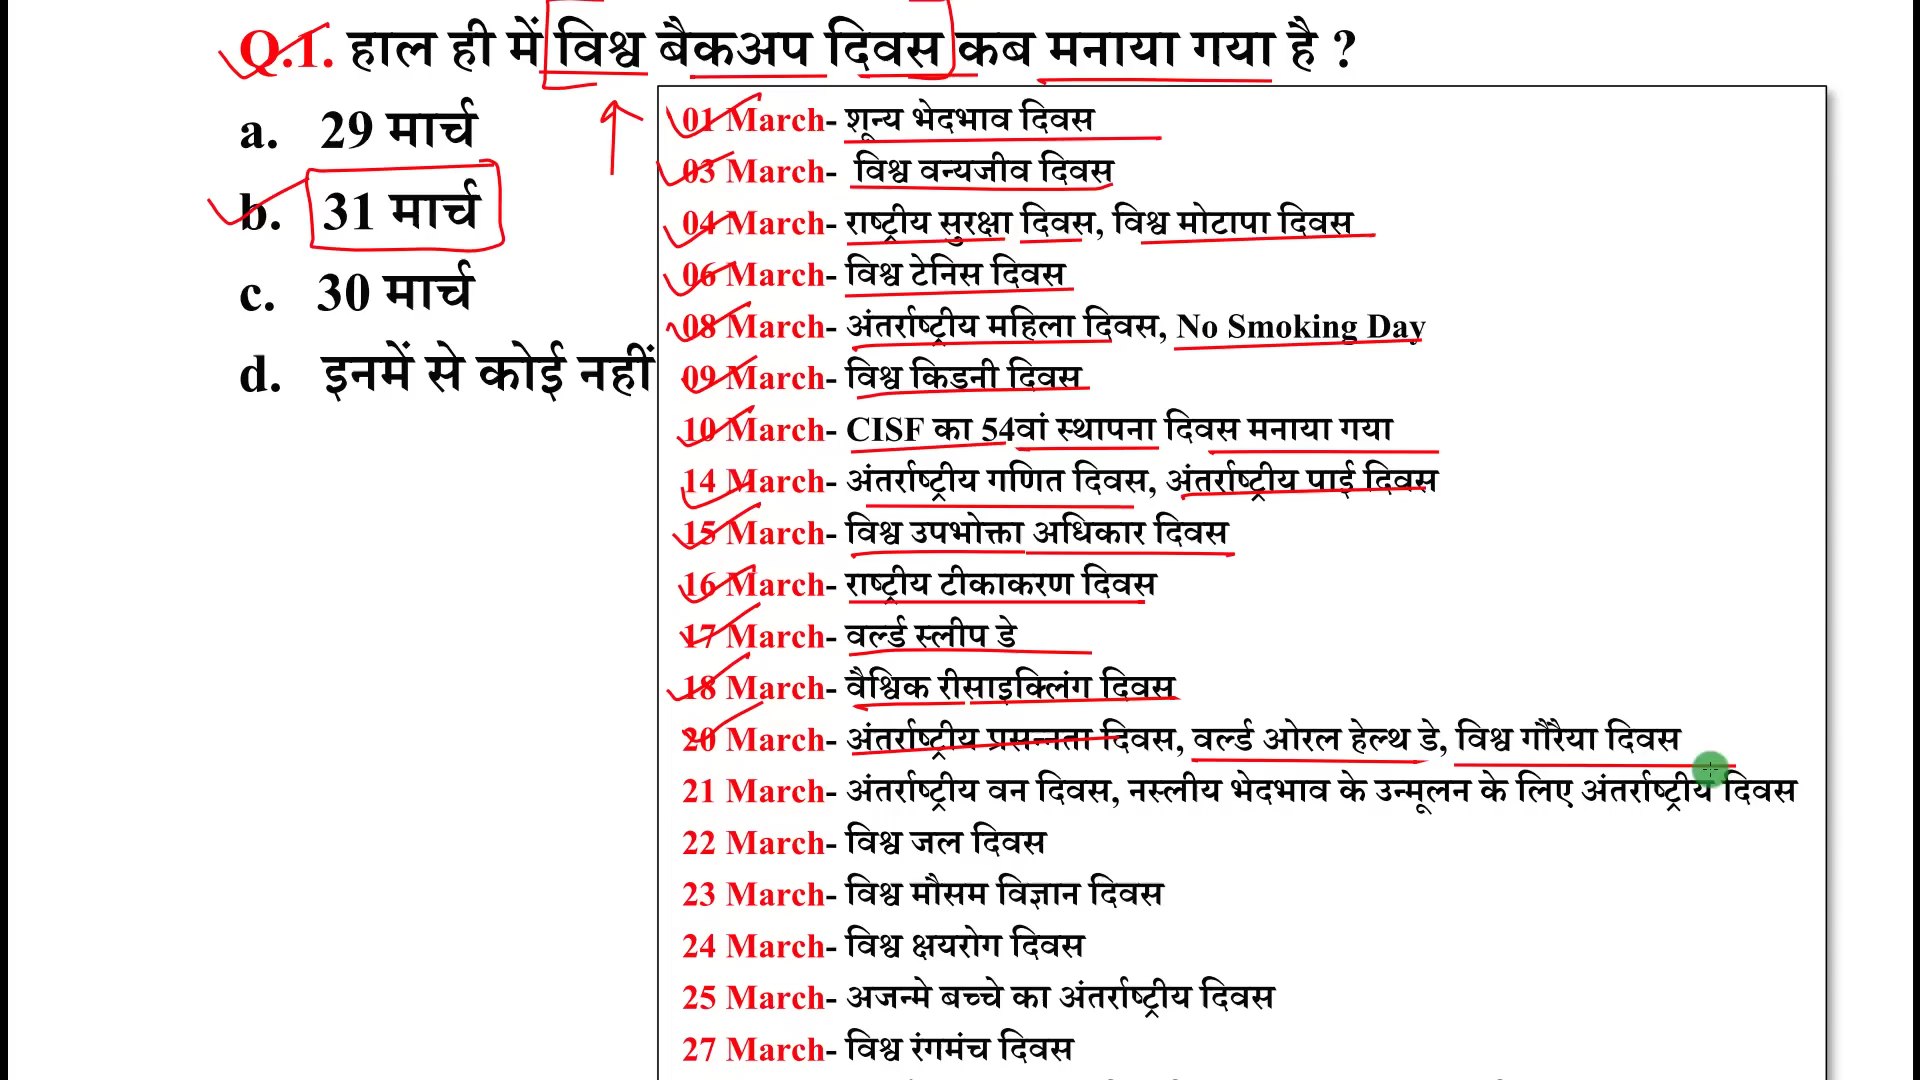 Q.1. हाल ही में विश्व बैकअप दिवस कब मनाया गया है ?
a. 29 मार्च
b. 31 मार्च
c. 30 मार्च
d. इनमें से कोई नहीं
01 March- शून्य भेदभाव दिवस
03 March- विश्व वन्यजीव दिवस
04 March- राष्ट्रीय सुरक्षा दिवस, विश्व मोटापा दिवस
06 March- विश्व टेनिस दिवस
08 March- अंतर्राष्ट्रीय महिला दिवस, No Smoking Day
09 March- विश्व किडनी दिवस
10 March- CISF का 54वां स्थापना दिवस मनाया गया
14 March- अंतर्राष्ट्रीय गणित दिवस, अंतर्राष्ट्रीय पाई दिवस
15 March- विश्व उपभोक्ता अधिकार दिवस
16 March- राष्ट्रीय टीकाकरण दिवस
17 March- वर्ल्ड स्लीप डे
18 March- वैश्विक रीसाइक्लिंग दिवस
20 March- अंतर्राष्ट्रीय प्रसन्नता दिवस, वर्ल्ड ओरल हेल्थ डे, विश्व गौरैया दिवस
21 March- अंतर्राष्ट्रीय वन दिवस, नस्लीय भेदभाव के उन्मूलन के लिए अंतर्राष्ट्रीय दिवस
22 March- विश्व जल दिवस
23 March- विश्व मौसम विज्ञान दिवस
24 March- विश्व क्षयरोग दिवस
25 March- अजन्मे बच्चे का अंतर्राष्ट्रीय दिवस
27 March- विश्व रंगमंच दिवस